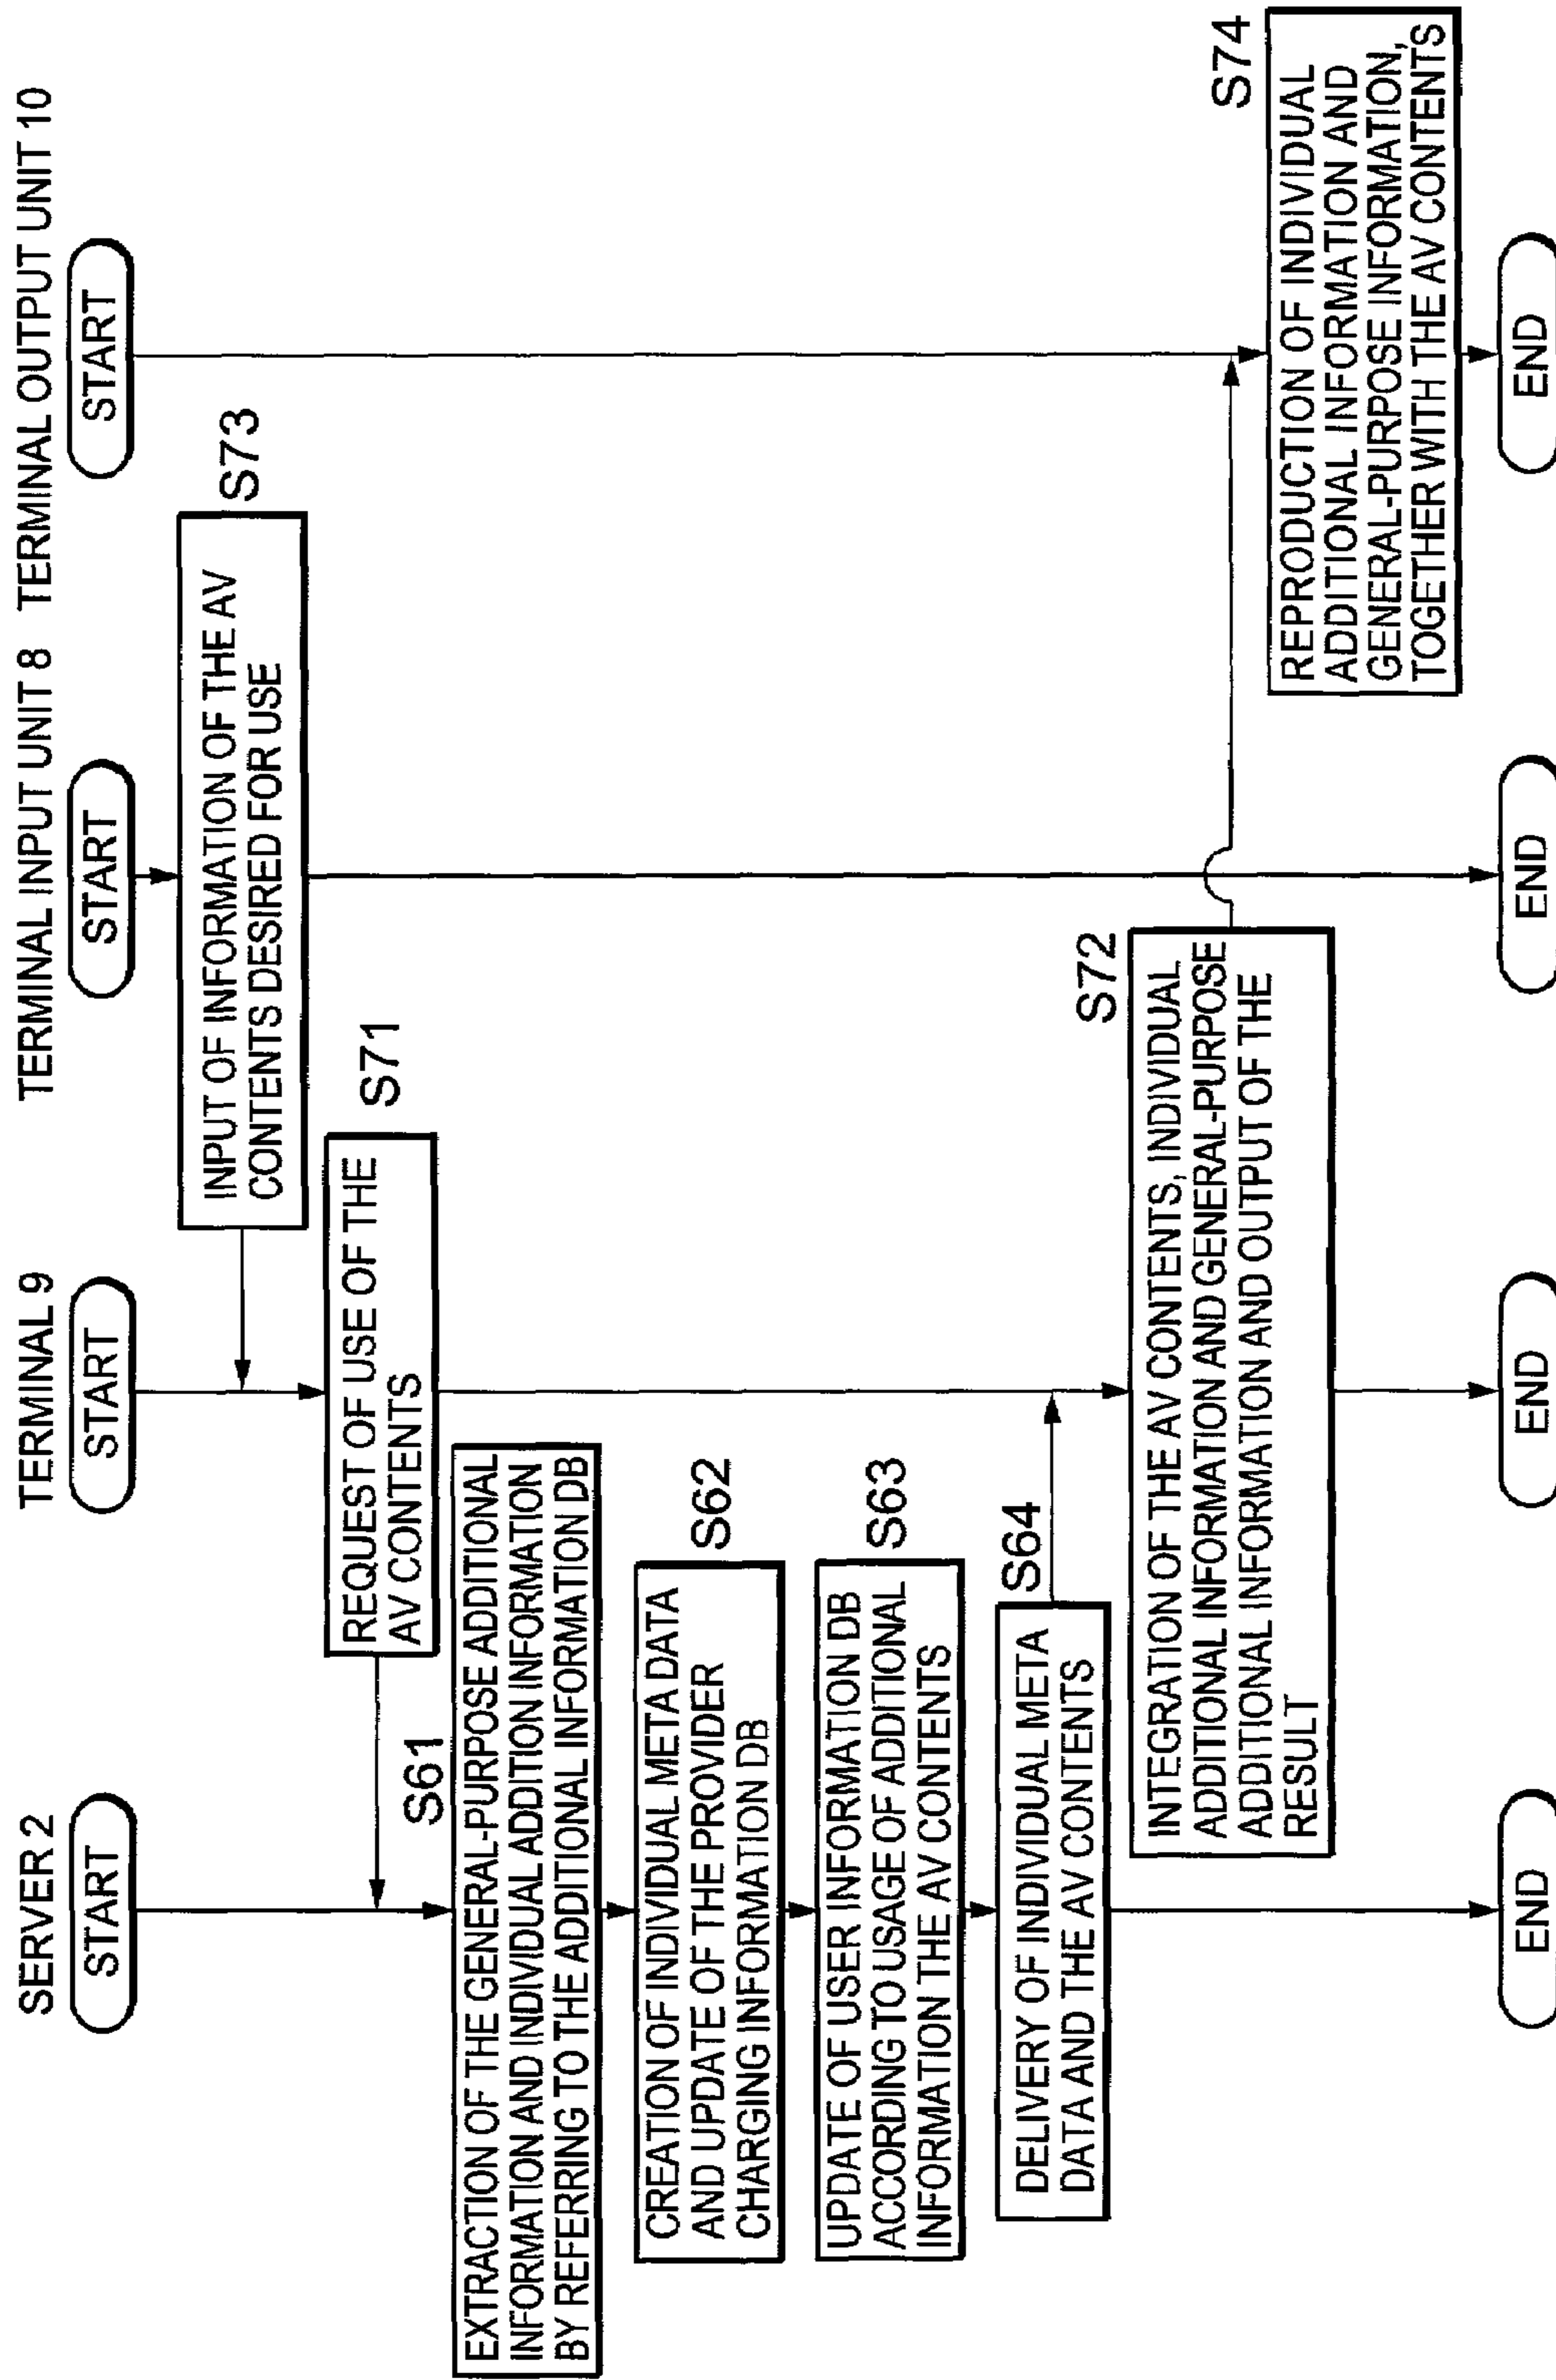 SERVER 2
TERMINAL 9
TERMINAL INPUT UNIT 8
TERMINAL OUTPUT UNIT 10
START
START
START
START
S73
INPUT OF INFORMATION OF THE AV
CONTENTS DESIRED FOR USE
S71
REQUEST OF USE OF THE
AV CONTENTS
S61
EXTRACTION OF THE GENERAL-PURPOSE ADDITIONAL
INFORMATION AND INDIVIDUAL ADDITION INFORMATION
BY REFERRING TO THE ADDITIONAL INFORMATION DB
S62
CREATION OF INDIVIDUAL META DATA
AND UPDATE OF THE PROVIDER
CHARGING INFORMATION DB
S63
UPDATE OF USER INFORMATION DB
ACCORDING TO USAGE OF ADDITIONAL
INFORMATION THE AV CONTENTS
S64
DELIVERY OF INDIVIDUAL META
DATA AND THE AV CONTENTS
S72
INTEGRATION OF THE AV CONTENTS, INDIVIDUAL
ADDITIONAL INFORMATION AND GENERAL-PURPOSE
ADDITIONAL INFORMATION AND OUTPUT OF THE
RESULT
S74
REPRODUCTION OF INDIVIDUAL
ADDITIONAL INFORMATION AND
GENERAL-PURPOSE INFORMATION,
TOGETHER WITH THE AV CONTENTS
END
END
END
END